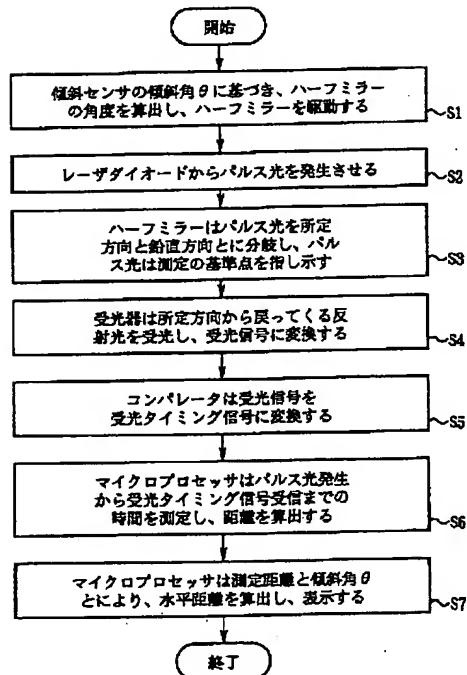 開始
傾斜センサの傾斜角θに基づき、ハーフミラー
の角度を算出し、ハーフミラーを駆動する
S1
レーザダイオードからパルス光を発生させる
S2
ハーフミラーはパルス光を所定
方向と鉛直方向とに分岐し、パル
ス光は測定の基準点を指し示す
S3
受光器は所定方向から戻ってくる反
射光を受光し、受光信号に変換する
S4
コンパレータは受光信号を
受光タイミング信号に変換する
S5
マイクロプロセッサはパルス光発生
から受光タイミング信号受信までの
時間を測定し、距離を算出する
S6
マイクロプロセッサは測定距離と傾斜角θ
とにより、水平距離を算出し、表示する
S7
終了